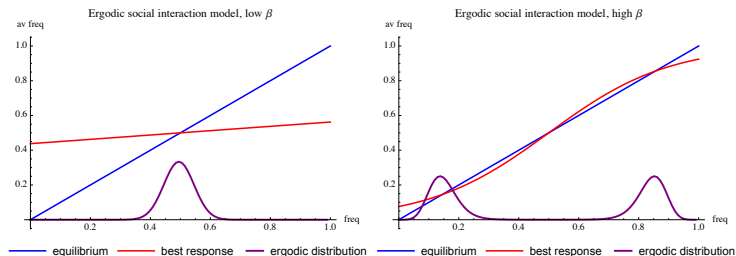 Ergodic social interaction model, low β
av freq
1.0
0.8
0.6
0.4
0.2
0.2 0.4 0.6 0.8 1.0 freq
equilibrium best response ergodic distribution
Ergodic social interaction model, high β
av freq
1.0
0.8
0.6
0.4
0.2
0.2 0.4 0.6 0.8 1.0 freq
equilibrium best response ergodic distribution